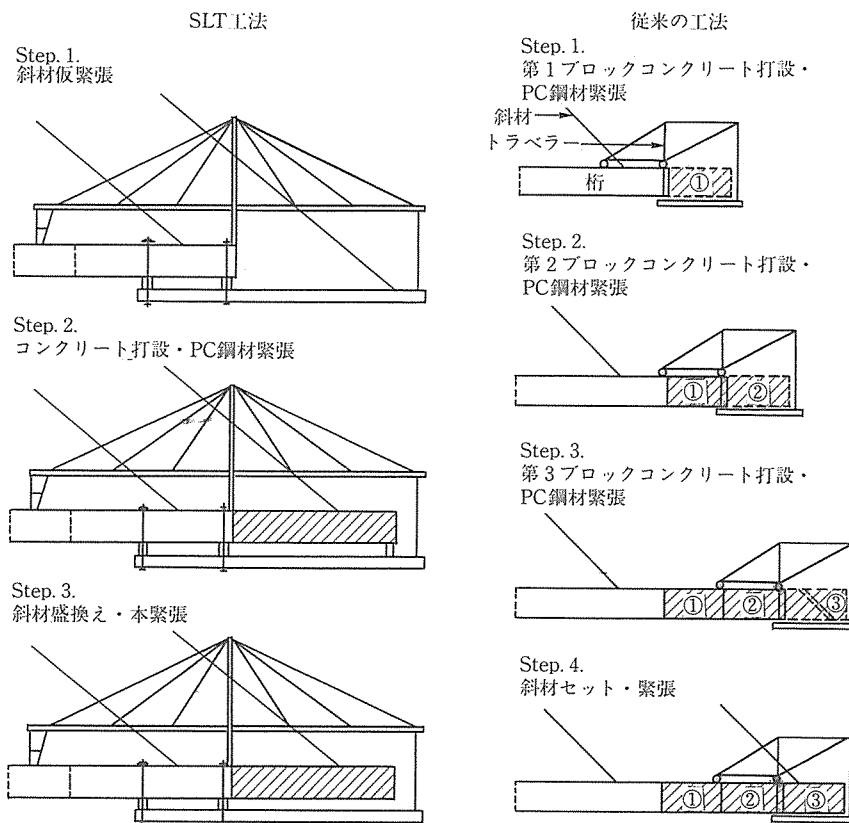 SLT工法
Step. 1.
斜材仮緊張
Step. 2.
コンクリート打設・PC鋼材緊張
Step. 3.
斜材盛換え・本緊張
従来の工法
Step. 1.
第1ブロックコンクリート打設・
PC鋼材緊張
斜材
トラベラー
桁
①
Step. 2.
第2ブロックコンクリート打設・
PC鋼材緊張
①
②
Step. 3.
第3ブロックコンクリート打設・
PC鋼材緊張
①
②
③
Step. 4.
斜材セット・緊張
①
②
③